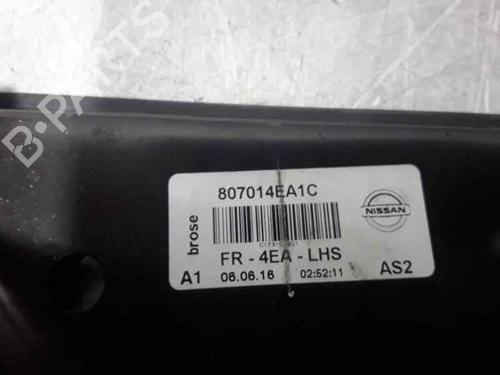 B-PARTS
807014EA1C
brose
NISSAN
FR - 4EA - LHS
A1 06.06.16 02:52:11 AS2